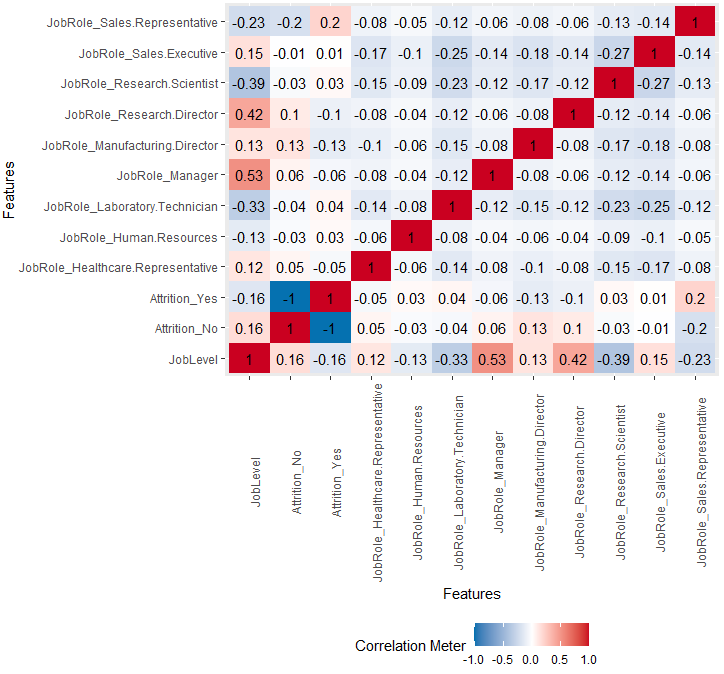 JobRole_Sales.Representative -0.23 -0.2 0.2 -0.08 -0.05 -0.12 -0.06 -0.08 -0.06 -0.13 -0.14 1
JobRole_Sales.Executive 0.15 -0.01 0.01 -0.17 -0.1 -0.25 -0.14 -0.18 -0.14 -0.27 1 -0.14
JobRole_Research.Scientist -0.39 -0.03 0.03 -0.15 -0.09 -0.23 -0.12 -0.17 -0.12 1 -0.27 -0.13
JobRole_Research.Director 0.42 0.1 -0.1 -0.08 -0.04 -0.12 -0.06 -0.08 1 -0.12 -0.14 -0.06
JobRole_Manufacturing.Director 0.13 0.13 -0.13 -0.1 -0.06 -0.15 -0.08 1 -0.08 -0.17 -0.18 -0.08
JobRole_Manager 0.53 0.06 -0.06 -0.08 -0.04 -0.12 1 -0.08 -0.06 -0.12 -0.14 -0.06
JobRole_Laboratory.Technician -0.33 -0.04 0.04 -0.14 -0.08 1 -0.12 -0.15 -0.12 -0.23 -0.25 -0.12
JobRole_Human.Resources -0.13 -0.03 0.03 -0.06 1 -0.08 -0.04 -0.06 -0.04 -0.09 -0.1 -0.05
JobRole_Healthcare.Representative 0.12 0.05 -0.05 1 -0.06 -0.14 -0.08 -0.1 -0.08 -0.15 -0.17 -0.08
Attrition_Yes -0.16 -1 1 -0.05 0.03 0.04 -0.06 -0.13 -0.1 0.03 0.01 0.2
Attrition_No 0.16 1 -1 0.05 -0.03 -0.04 0.06 0.13 0.1 -0.03 -0.01 -0.2
JobLevel 1 0.16 -0.16 0.12 -0.13 -0.33 0.53 0.13 0.42 -0.39 0.15 -0.23
Features
JobLevel
Attrition_No
Attrition_Yes
JobRole_Healthcare.Representative
JobRole_Human.Resources
JobRole_Laboratory.Technician
JobRole_Manager
JobRole_Manufacturing.Director
JobRole_Research.Director
JobRole_Research.Scientist
JobRole_Sales.Executive
JobRole_Sales.Representative
Features
Correlation Meter
-1.0 -0.5 0.0 0.5 1.0